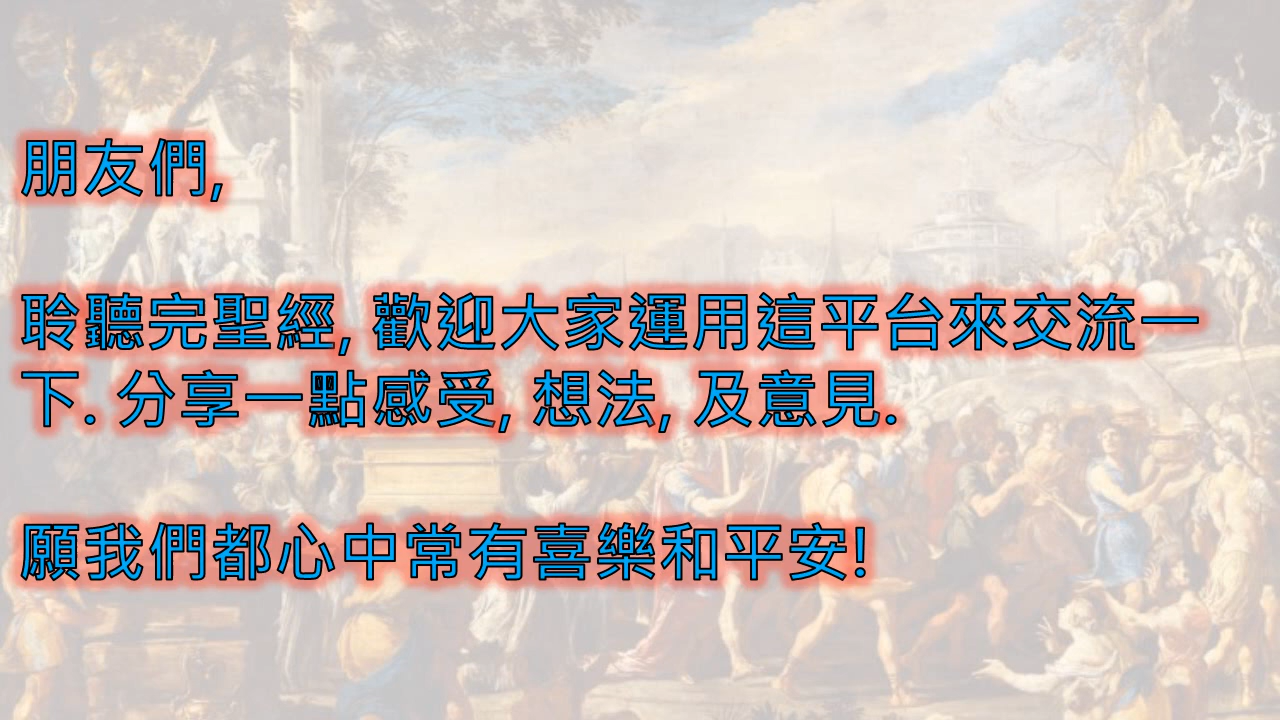 朋友們,
聆聽完聖經, 歡迎大家運用這平台來交流一
下. 分享一點感受, 想法, 及意見.
願我們都心中常有喜樂和平安!